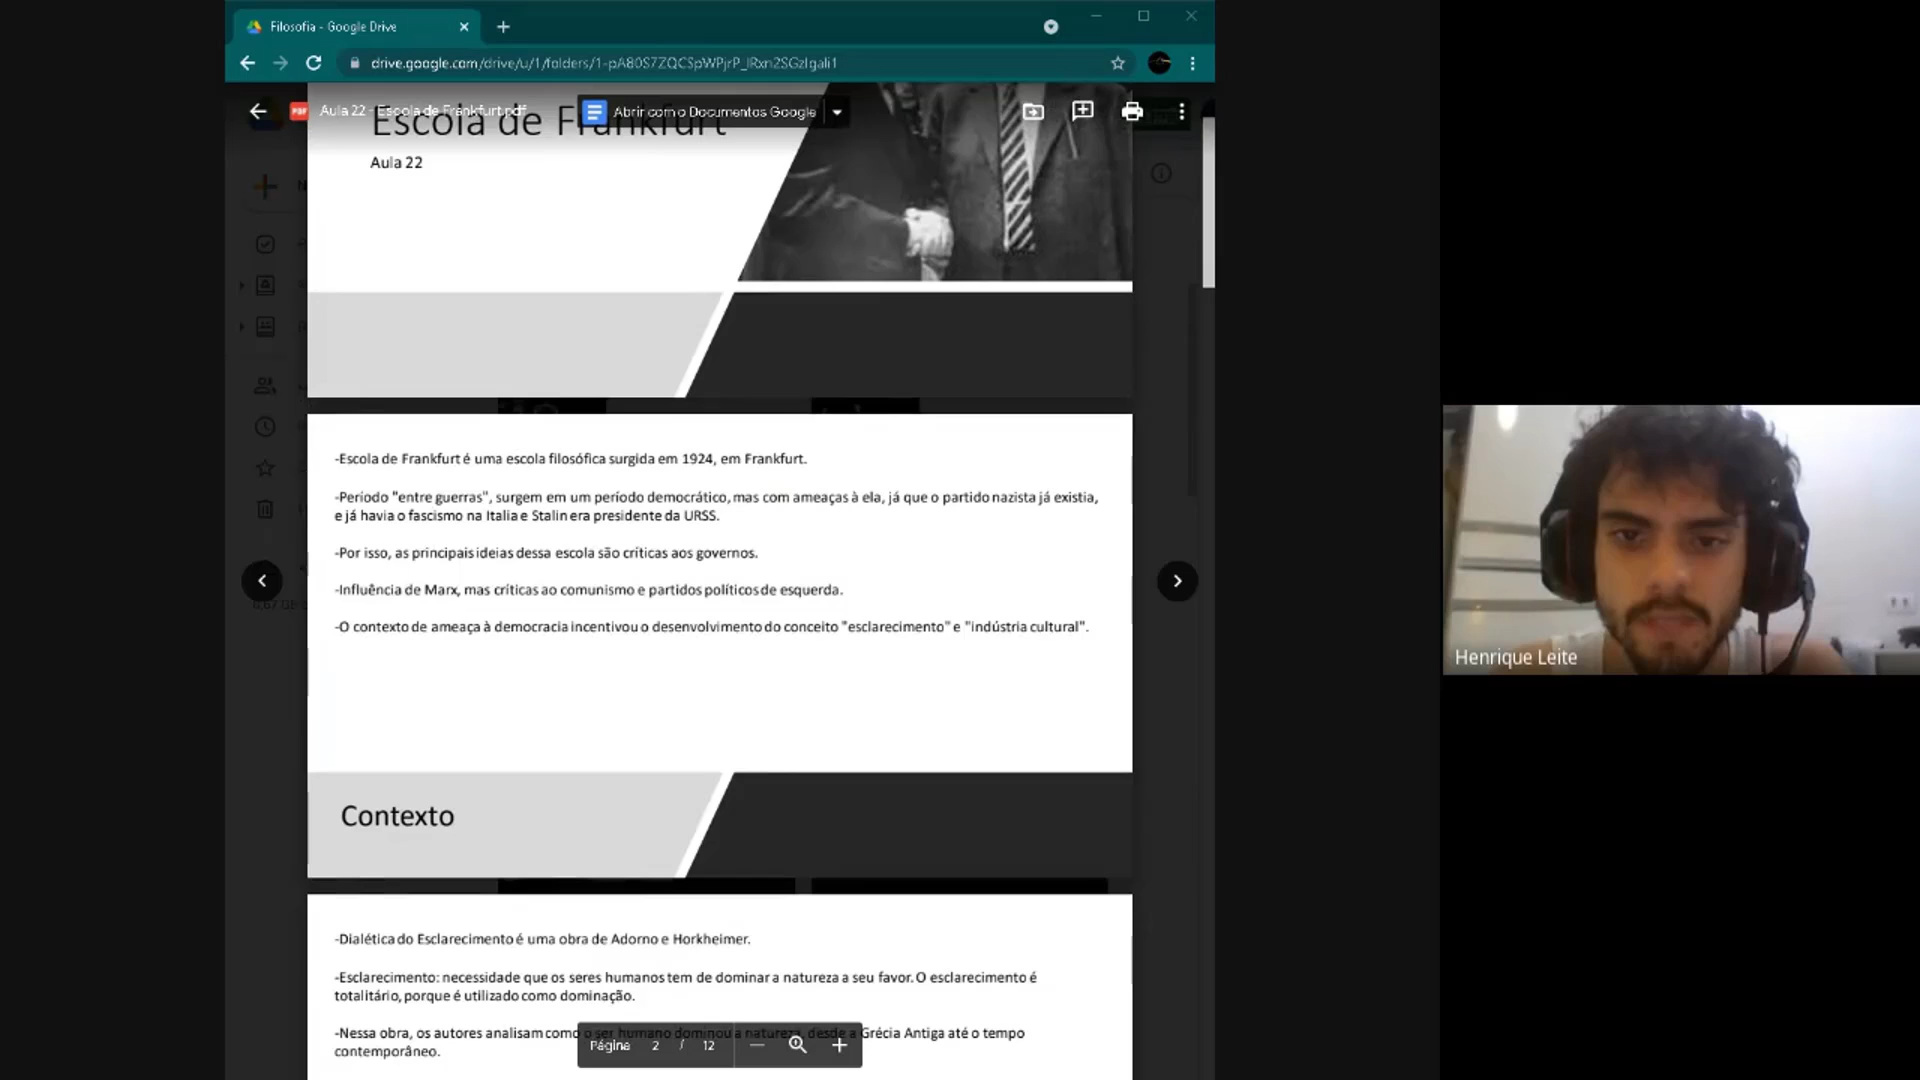 Filosofia - Google Drive
drive.google.com/drive/u/1/folders/1-pA80S7ZQCSpWPjrP_lRxn2SGzlgali1
PDF
Aula 22 - Escola de Frankfurt.pdf
Abrir com o Documentos Google
Escola de Frankfurt
Aula 22
-Escola de Frankfurt é uma escola filosófica surgida em 1924, em Frankfurt.
-Período "entre guerras", surgem em um período democrático, mas com ameaças à ela, já que o partido nazista já existia,
e já havia o fascismo na Italia e Stalin era presidente da URSS.
-Por isso, as principais ideias dessa escola são críticas aos governos.
-Influência de Marx, mas críticas ao comunismo e partidos políticos de esquerda.
-O contexto de ameaça à democracia incentivou o desenvolvimento do conceito "esclarecimento" e "indústria cultural".
Contexto
-Dialética do Esclarecimento é uma obra de Adorno e Horkheimer.
-Esclarecimento: necessidade que os seres humanos tem de dominar a natureza a seu favor. O esclarecimento é
totalitário, porque é utilizado como dominação.
-Nessa obra, os autores analisam como o ser humano dominou a natureza, desde a Grécia Antiga até o tempo
contemporâneo.
Página 2 / 12
Henrique Leite